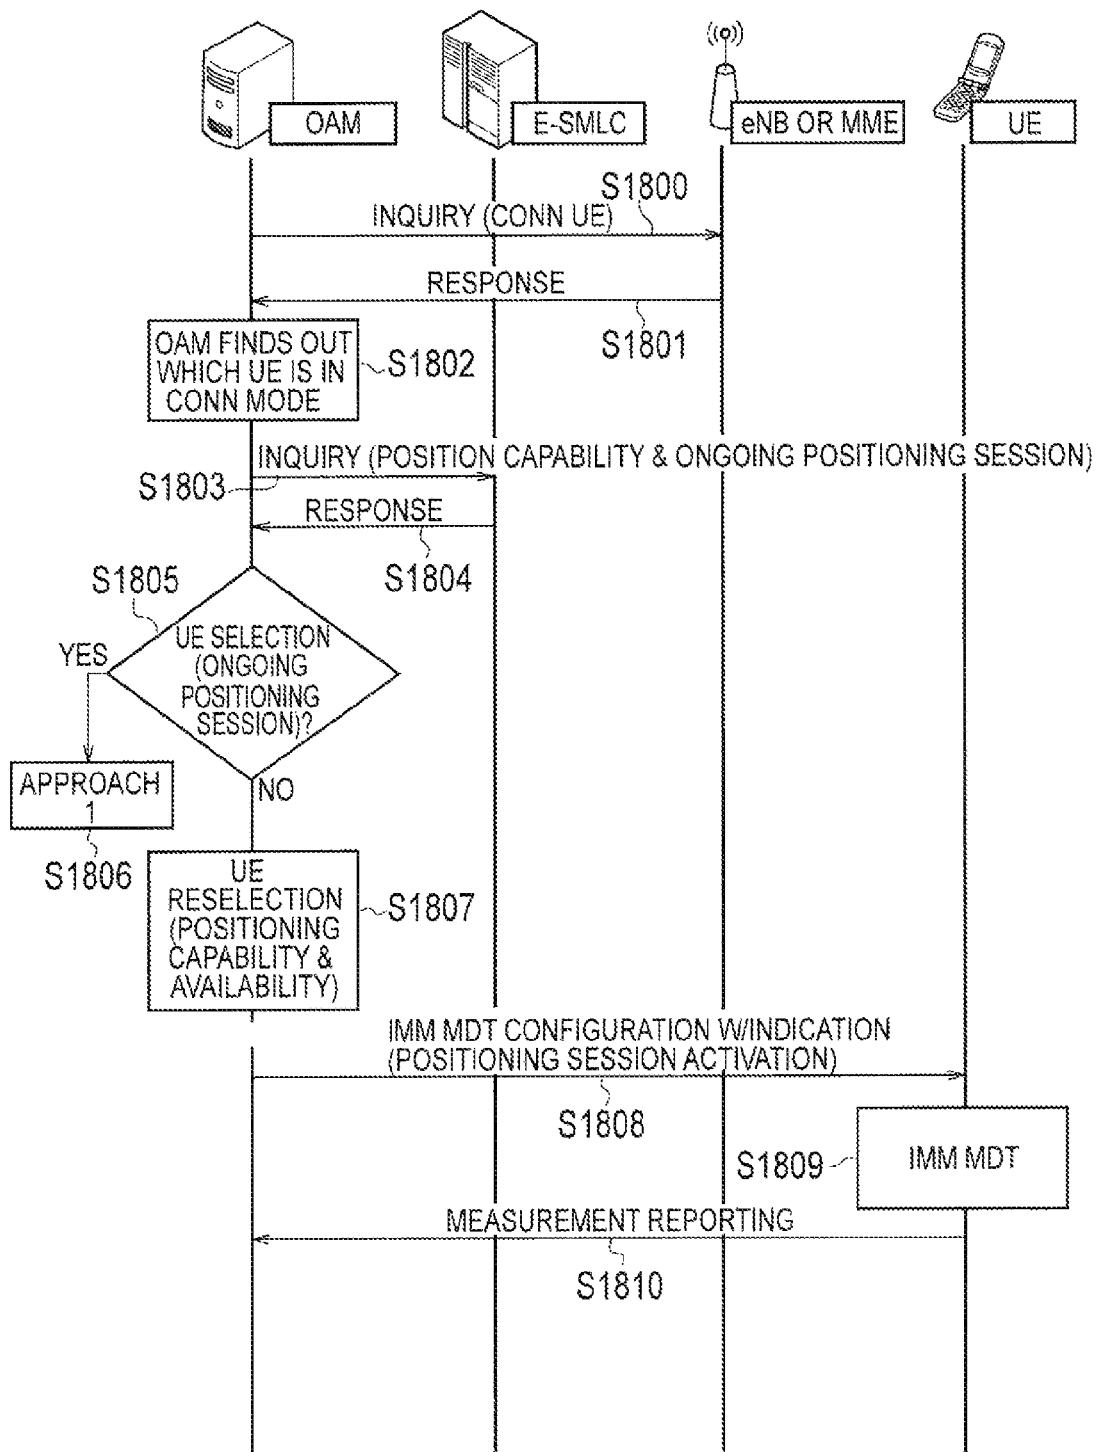 OAM
E-SMLC
eNB OR MME
UE
S1800
INQUIRY (CONN UE)
RESPONSE
S1801
OAM FINDS OUT
WHICH UE IS IN
CONN MODE
S1802
INQUIRY (POSITION CAPABILITY & ONGOING POSITIONING SESSION)
S1803
RESPONSE
S1804
S1805
UE SELECTION
(ONGOING
POSITIONING
SESSION)?
YES
NO
APPROACH
1
S1806
UE
RESELECTION
(POSITIONING
CAPABILITY &
AVAILABILITY)
S1807
IMM MDT CONFIGURATION W/INDICATION
(POSITIONING SESSION ACTIVATION)
S1808
IMM MDT
S1809
MEASUREMENT REPORTING
S1810